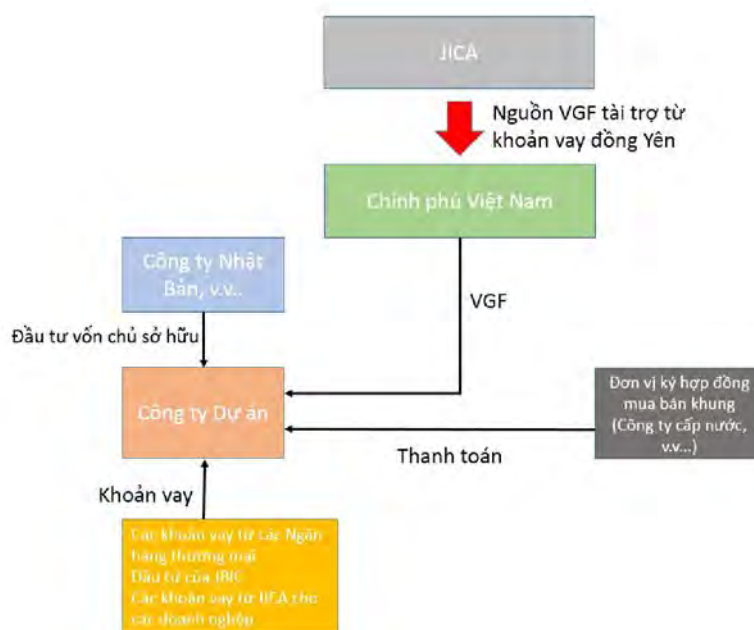 JICA
Nguồn VGF tài trợ từ
khoản vay đồng Yên
Chính phủ Việt Nam
Công ty Nhật
Bản, v.v..
VGF
Đầu tư vốn chủ sở hữu
Công ty Dự án
Đơn vị ký hợp đồng
mua bán khung
(Công ty cấp nước,
v.v...)
Thanh toán
Khoản vay
Các khoản vay từ các Ngân
hàng thương mại
Đầu tư của JBIC
Các khoản vay từ JICA cho
các doanh nghiệp